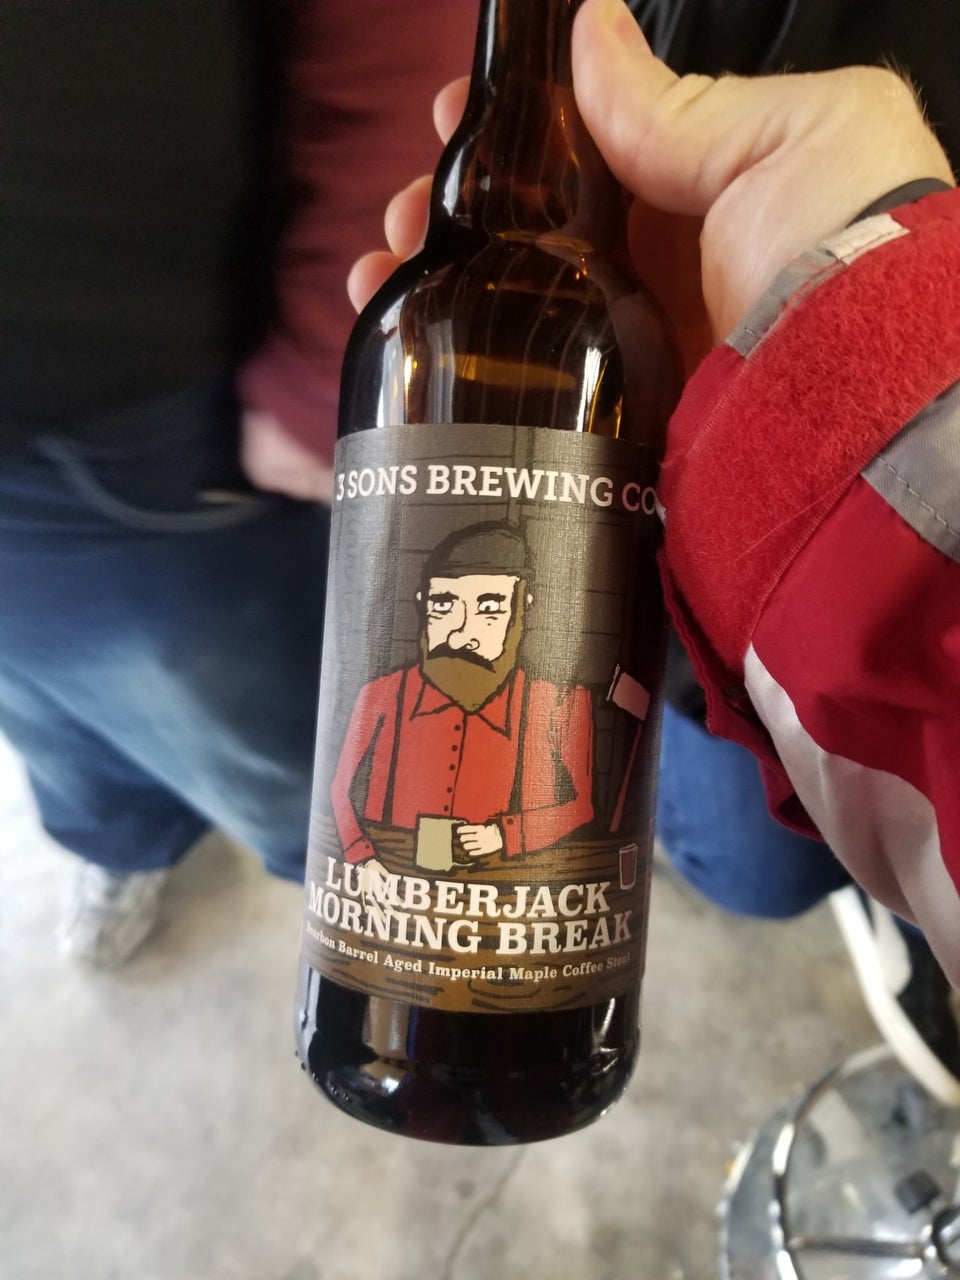 3 SONS BREWING CO
LUMBERJACK
MORNING BREAK
Bourbon Barrel Aged Imperial Maple Coffee Stout